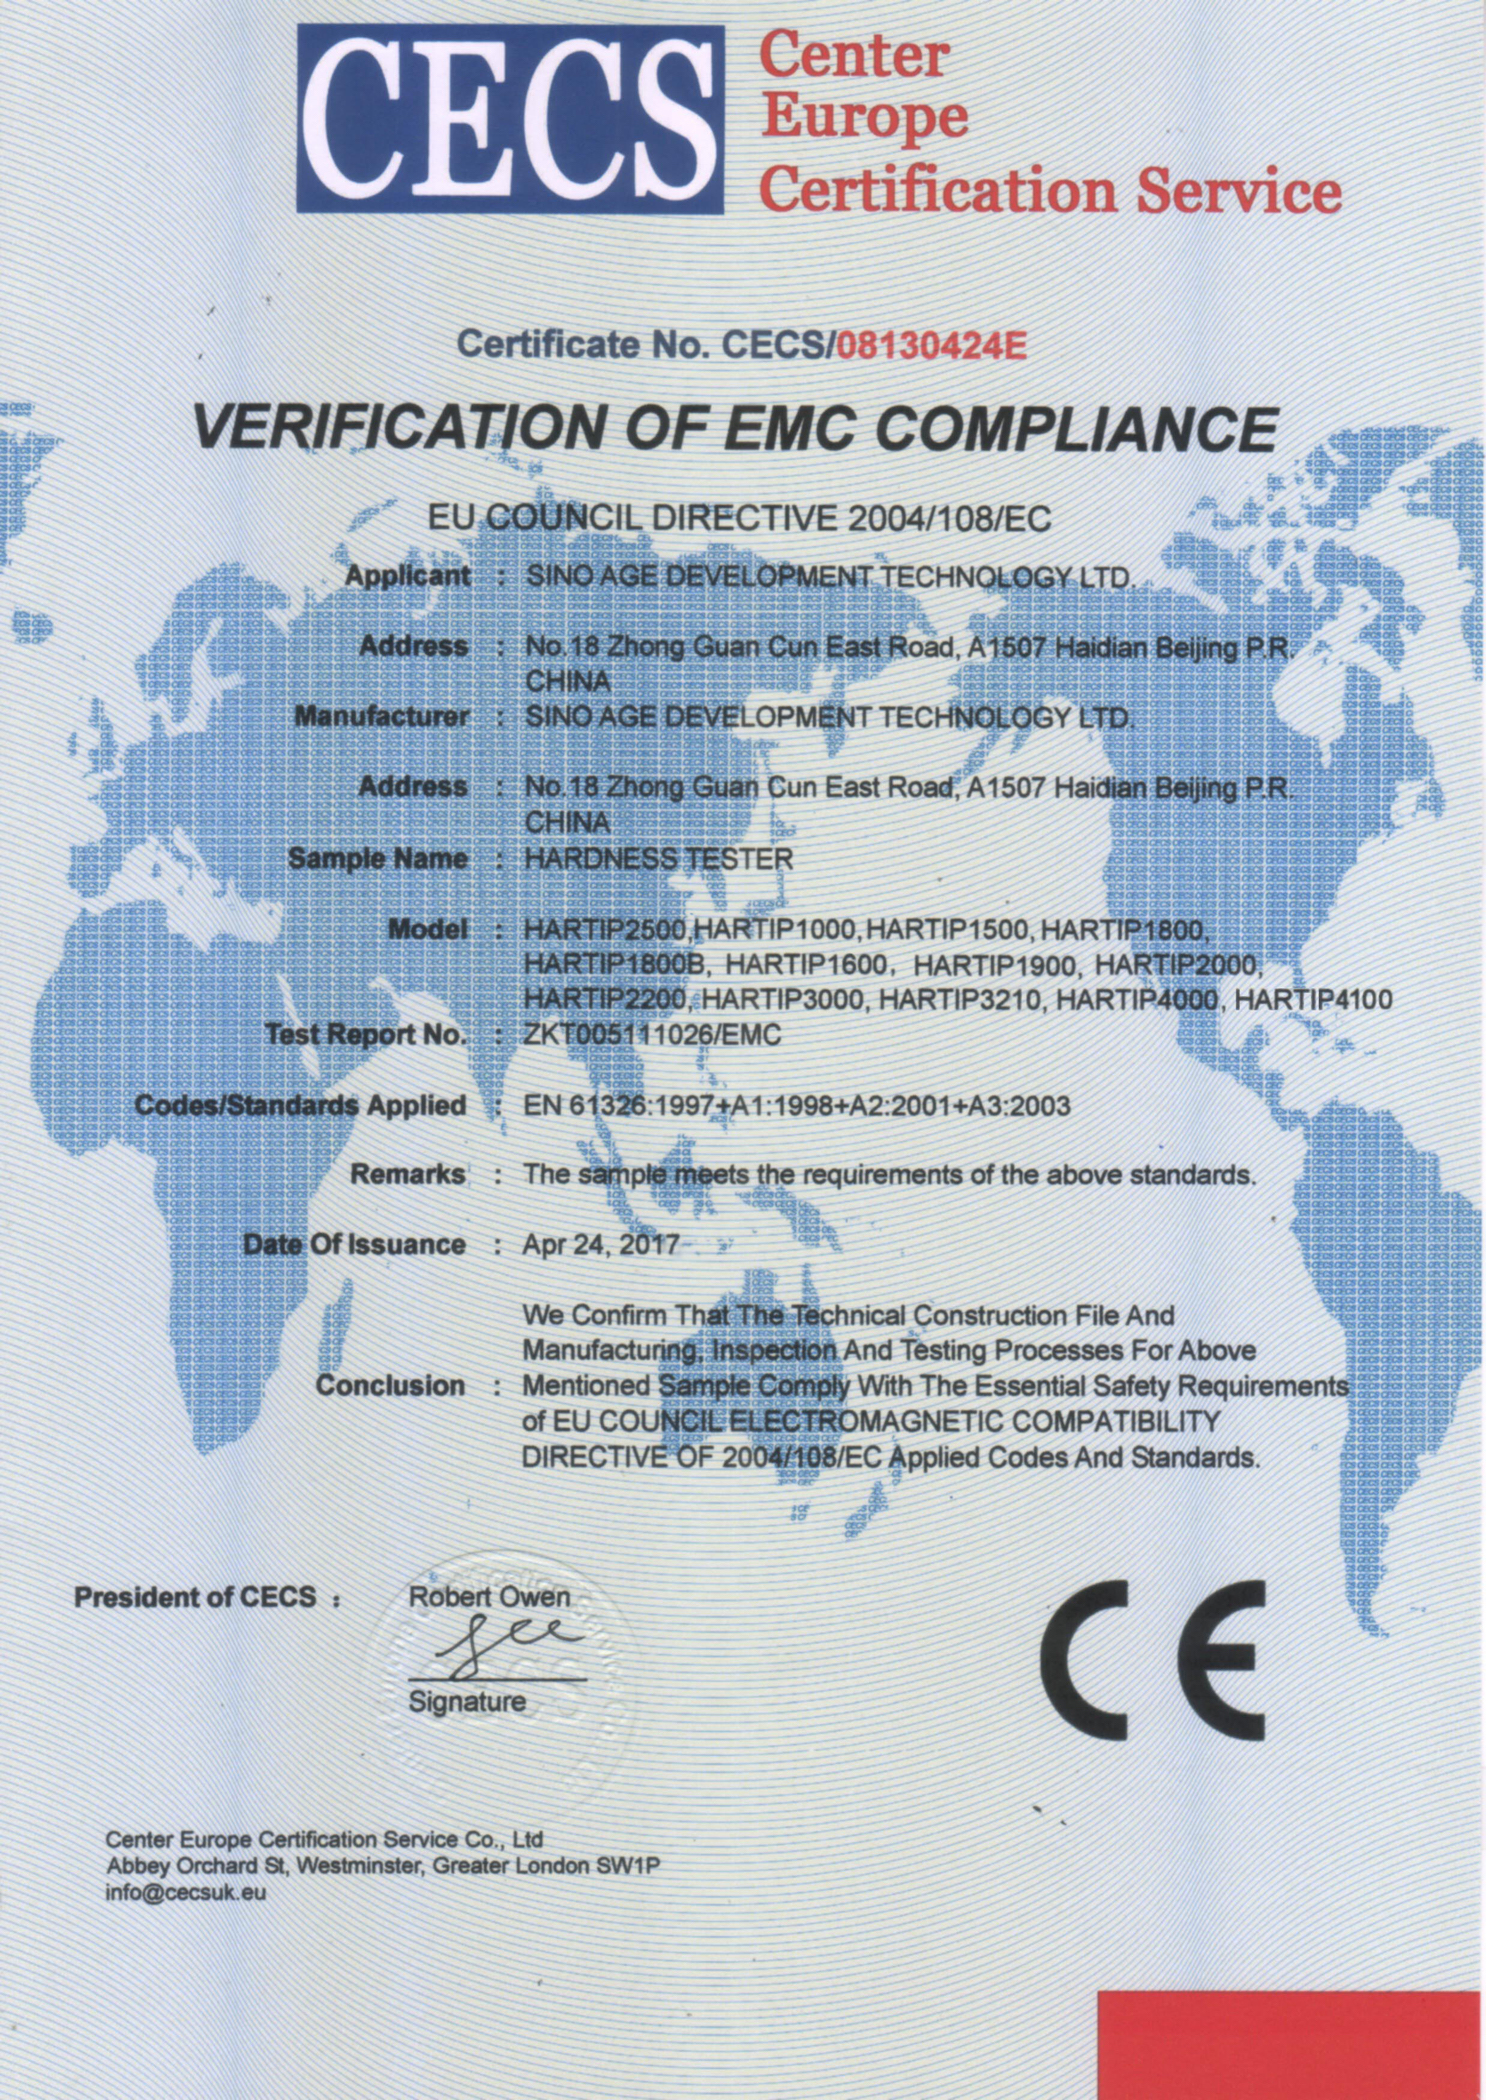 CECS
Center
Europe
Certification Service
Certificate No. CECS/08130424E
VERIFICATION OF EMC COMPLIANCE
EU COUNCIL DIRECTIVE 2004/108/EC
Applicant : SINO AGE DEVELOPMENT TECHNOLOGY LTD.
Address : No.18 Zhong Guan Cun East Road, A1507 Haidian Beijing P.R.
CHINA
Manufacturer : SINO AGE DEVELOPMENT TECHNOLOGY LTD.
Address : No.18 Zhong Guan Cun East Road, A1507 Haidian Beijing P.R.
CHINA
Sample Name : HARDNESS TESTER
Model : HARTIP2500,HARTIP1000,HARTIP1500,HARTIP1800,
HARTIP1800B, HARTIP1600, HARTIP1900, HARTIP2000,
HARTIP2200, HARTIP3000, HARTIP3210, HARTIP4000, HARTIP4100
Test Report No. : ZKT005111026/EMC
Codes/Standards Applied : EN 61326:1997+A1:1998+A2:2001+A3:2003
Remarks : The sample meets the requirements of the above standards.
Date Of Issuance : Apr 24, 2017
We Confirm That The Technical Construction File And
Manufacturing, Inspection And Testing Processes For Above
Conclusion : Mentioned Sample Comply With The Essential Safety Requirements
of EU COUNCIL ELECTROMAGNETIC COMPATIBILITY
DIRECTIVE OF 2004/108/EC Applied Codes And Standards.
President of CECS : Robert Owen
Signature
CE
Center Europe Certification Service Co., Ltd
Abbey Orchard St, Westminster, Greater London SW1P
info@cecsuk.eu